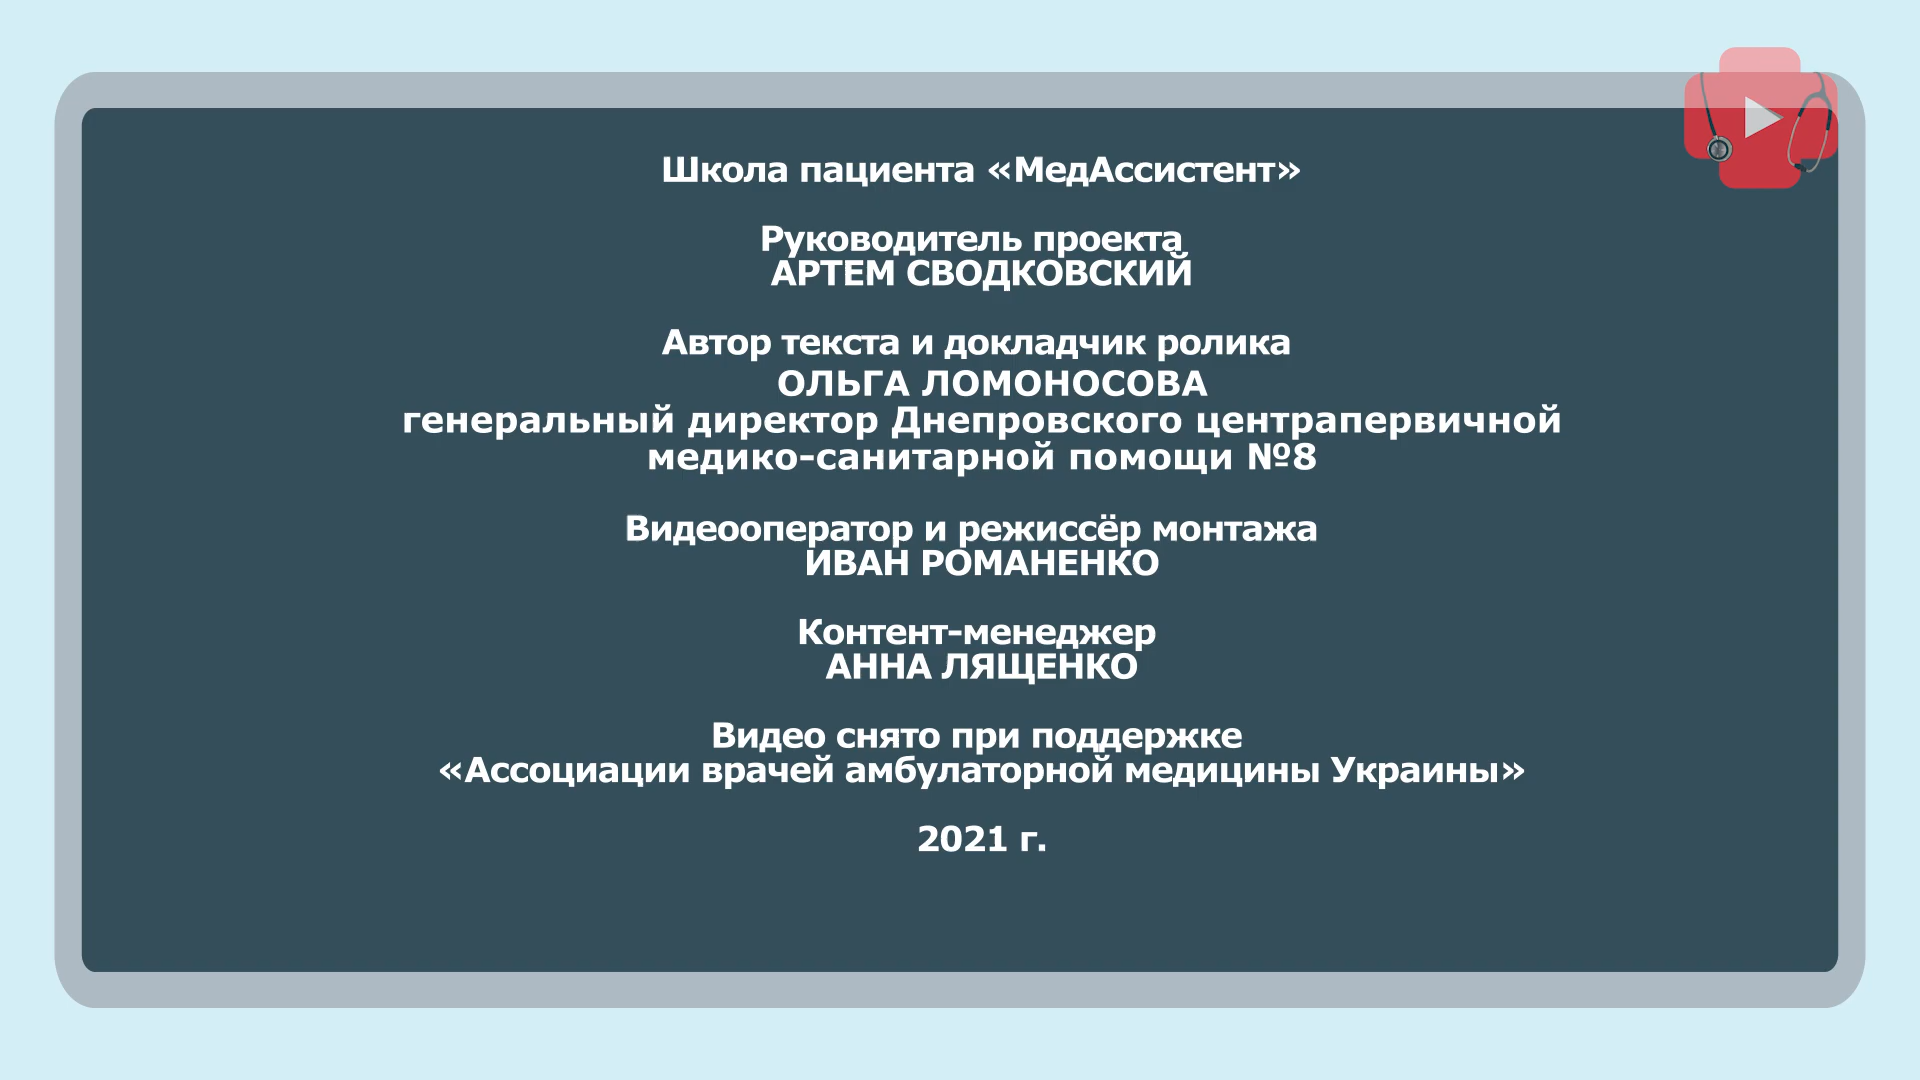 Школа пациента «МедАссистент»
Руководитель проекта
АРТЕМ СВОДКОВСКИЙ
Автор текста и докладчик ролика
ОЛЬГА ЛОМОНОСОВА
генеральный директор Днепровского центрапервичной
медико-санитарной помощи №8
Видеооператор и режиссёр монтажа
ИВАН РОМАНЕНКО
Контент-менеджер
АННА ЛЯЩЕНКО
Видео снято при поддержке
«Ассоциации врачей амбулаторной медицины Украины»
2021 г.